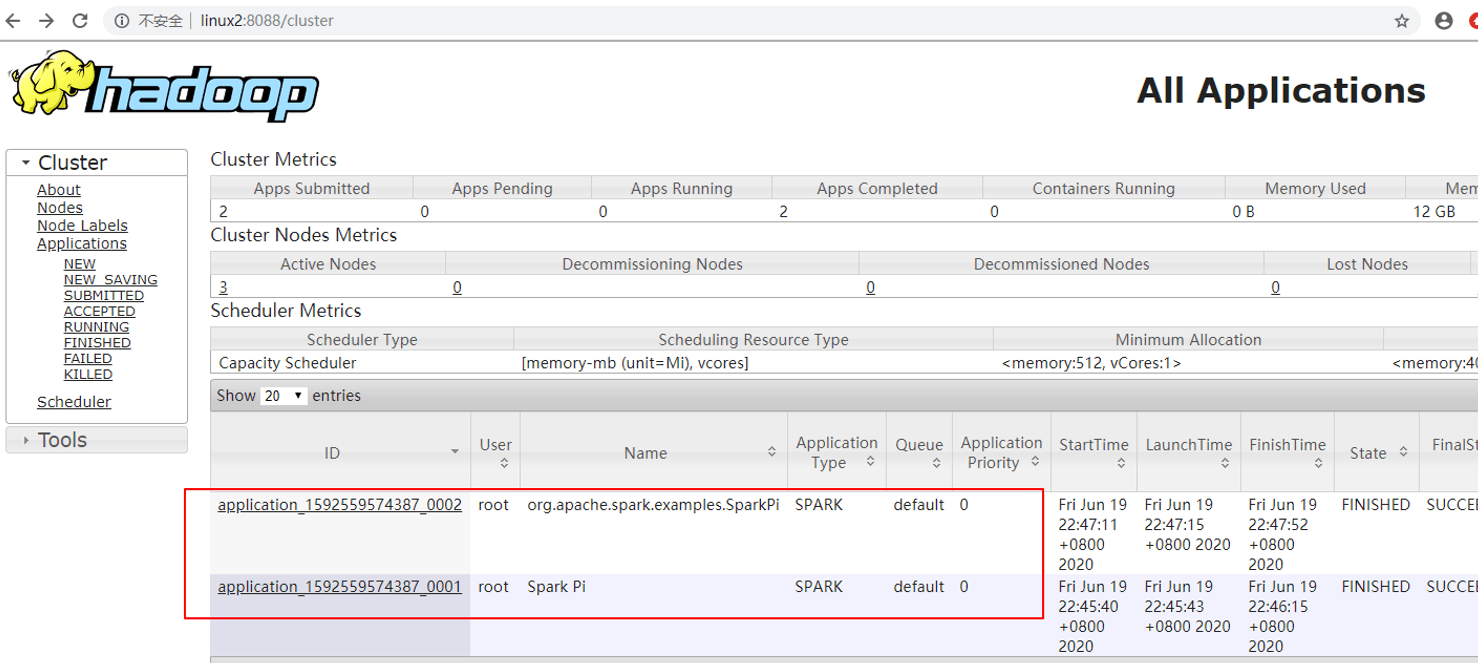 不安全 | linux2:8088/cluster
hadoop
All Applications
Cluster
About
Nodes
Node Labels
Applications
NEW
NEW_SAVING
SUBMITTED
ACCEPTED
RUNNING
FINISHED
FAILED
KILLED
Scheduler
Tools
Cluster Metrics
Apps Submitted Apps Pending Apps Running Apps Completed Containers Running Memory Used Mem
2 0 0 2 0 0 B 12 GB
Cluster Nodes Metrics
Active Nodes Decommissioning Nodes Decommissioned Nodes Lost Nodes
3 0 0 0
Scheduler Metrics
Scheduler Type Scheduling Resource Type Minimum Allocation
Capacity Scheduler [memory-mb (unit=Mi), vcores] <memory:512, vCores:1> <memory:40
Show 20 entries
ID User Name Application Type Queue Application Priority StartTime LaunchTime FinishTime State FinalSt
application_1592559574387_0002 root org.apache.spark.examples.SparkPi SPARK default 0 Fri Jun 19 22:47:11 +0800 2020 Fri Jun 19 22:47:15 +0800 2020 Fri Jun 19 22:47:52 +0800 2020 FINISHED SUCCEE
application_1592559574387_0001 root Spark Pi SPARK default 0 Fri Jun 19 22:45:40 +0800 2020 Fri Jun 19 22:45:43 +0800 2020 Fri Jun 19 22:46:15 +0800 2020 FINISHED SUCCEE